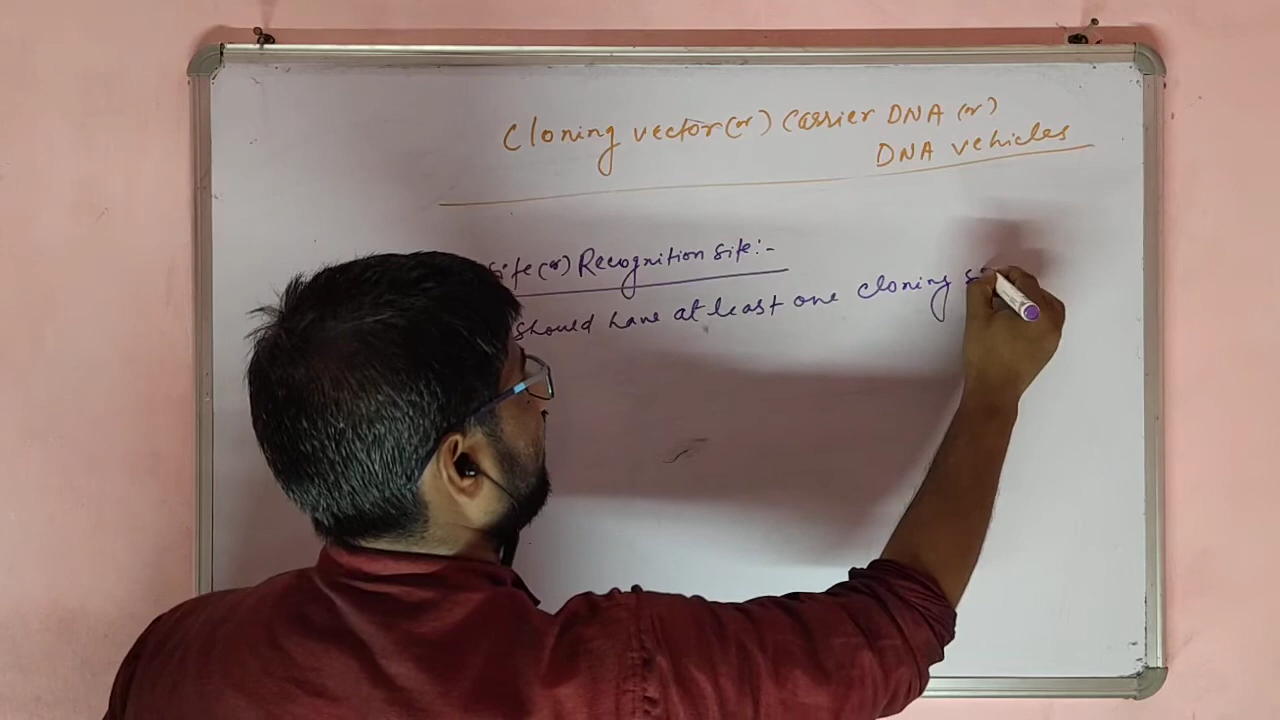 Cloning vector (or) Carrier DNA (or)
DNA vehicles
Site (or) Recognition site:-
should have at least one cloning